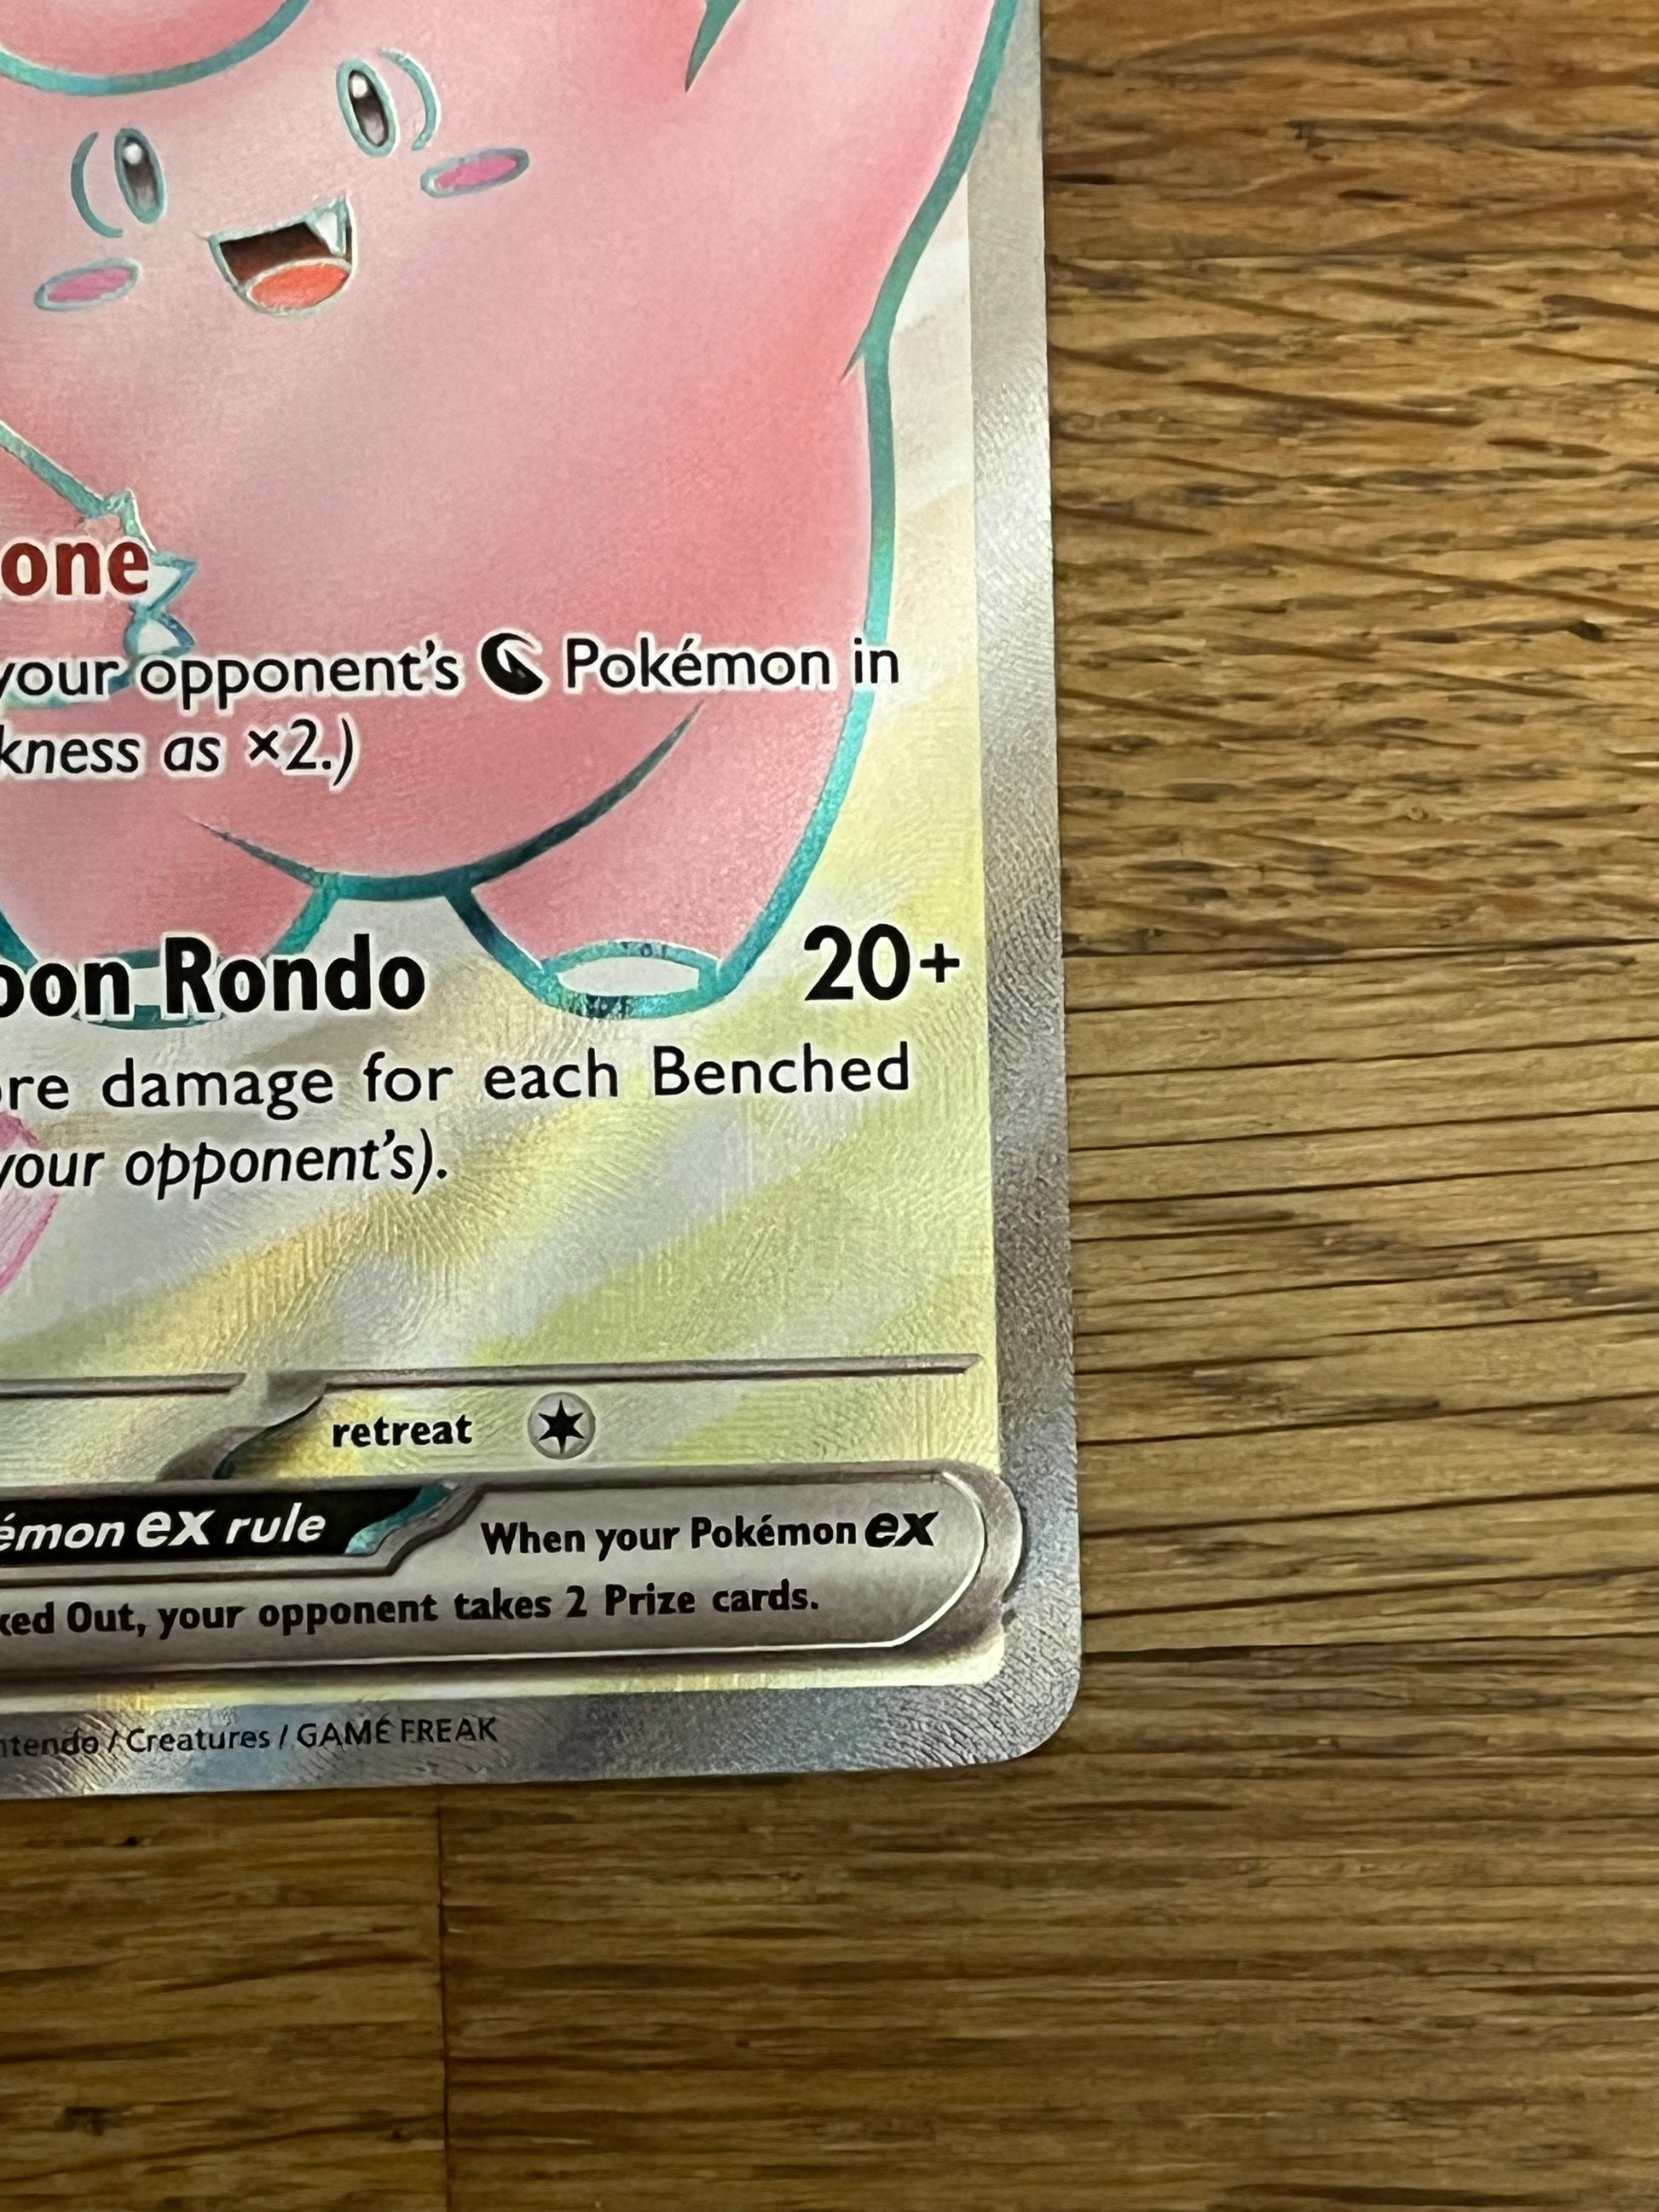 one
your opponent's Pokémon in
kness as ×2.)
oon Rondo 20+
re damage for each Benched
your opponent's).
retreat
émon ex rule When your Pokémon ex
ked Out, your opponent takes 2 Prize cards.
ntendo / Creatures / GAME FREAK